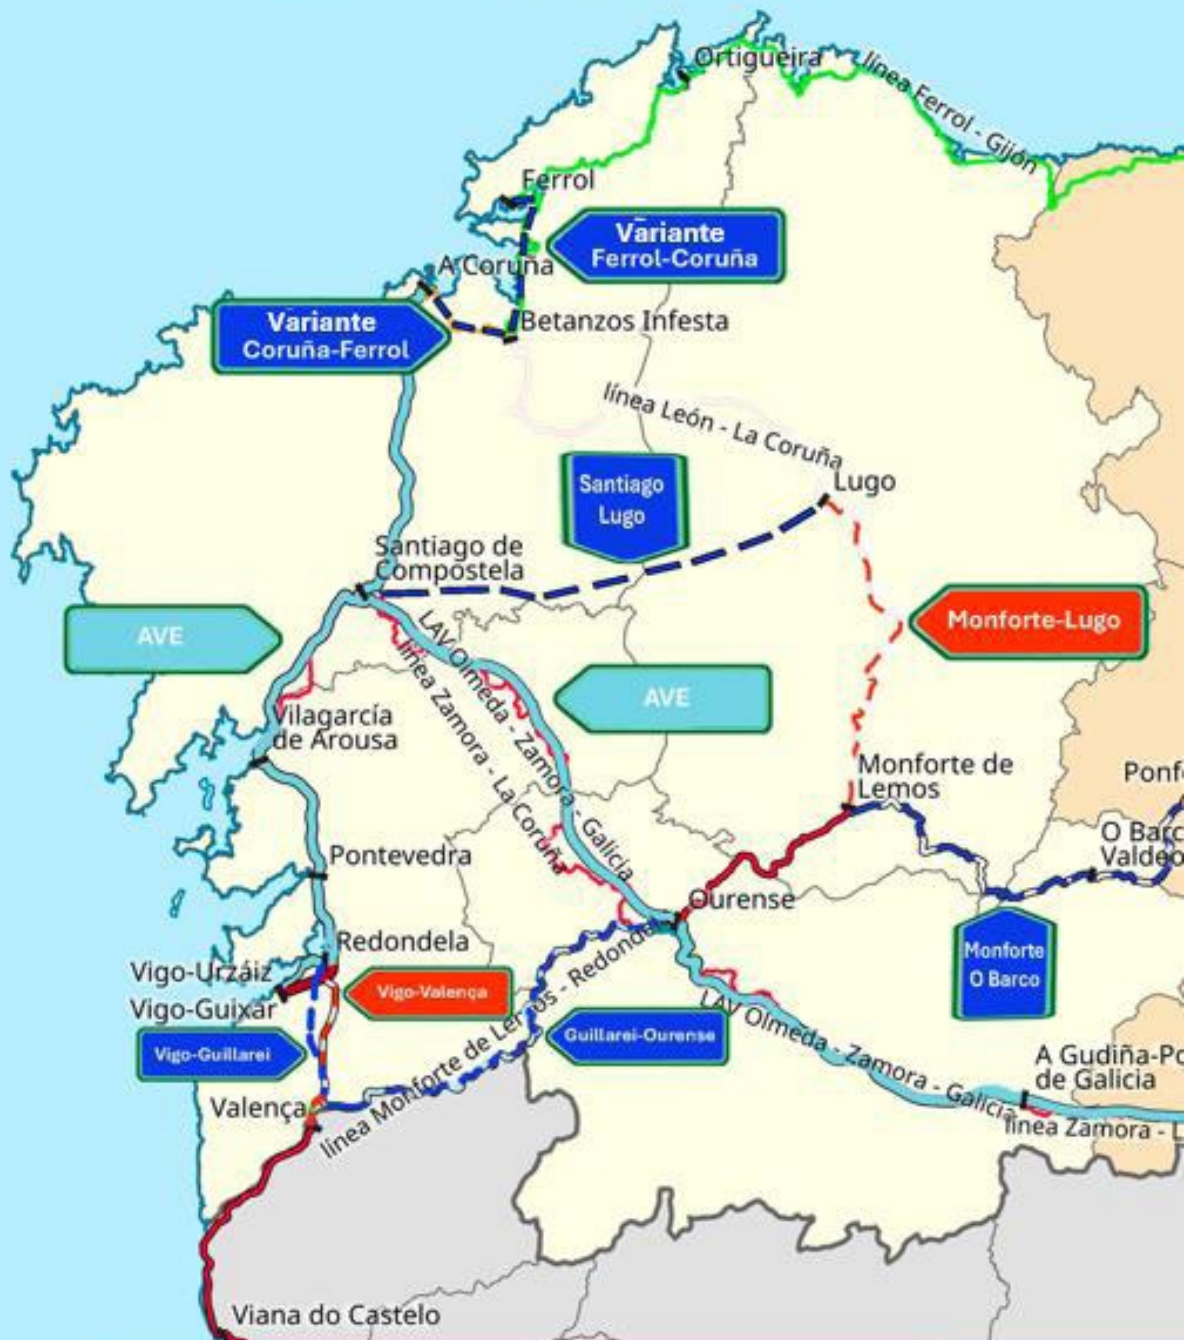 Ortigueira
línea Ferrol - Gijón
Ferrol
Variante
Ferrol-Coruña
A Coruña
Variante
Coruña-Ferrol
Betanzos Infesta
línea León - La Coruña
Santiago
Lugo
Lugo
Santiago de
Compostela
AVE
Monforte-Lugo
LAV Olmeda - Zamora - Galicia
línea Zamora - La Coruña
AVE
Vilagarcía
de Arousa
Monforte de
Lemos
Ponfe
O Barc
Valdeo
Pontevedra
Ourense
Redondela
Vigo-Urzáiz
Vigo-Guixar
Vigo-Valença
Monforte
O Barco
línea Monforte de Lemos - Redondela
Guillarei-Ourense
Vigo-Guillarei
LAV Olmeda - Zamora - Galicia
A Gudiña-Po
de Galicia
Valença
línea Zamora - L
Viana do Castelo